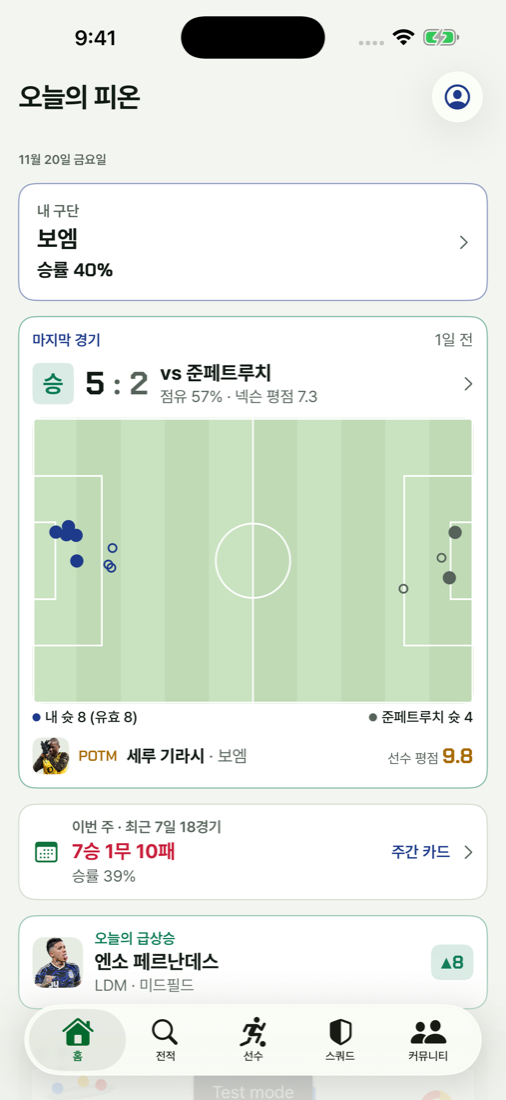 9:41
오늘의 피온
11월 20일 금요일
내 구단
보엠
승률 40%
마지막 경기
1일 전
승
5 : 2
vs 준페트루치
점유 57% · 넥슨 평점 7.3
내 슛 8 (유효 8)
준페트루치 슛 4
POTM 세루 기라시 · 보엠
선수 평점 9.8
이번 주 · 최근 7일 18경기
7승 1무 10패
승률 39%
주간 카드
오늘의 급상승
엔소 페르난데스
LDM · 미드필드
▲8
홈
전적
선수
스쿼드
커뮤니티
Test mode